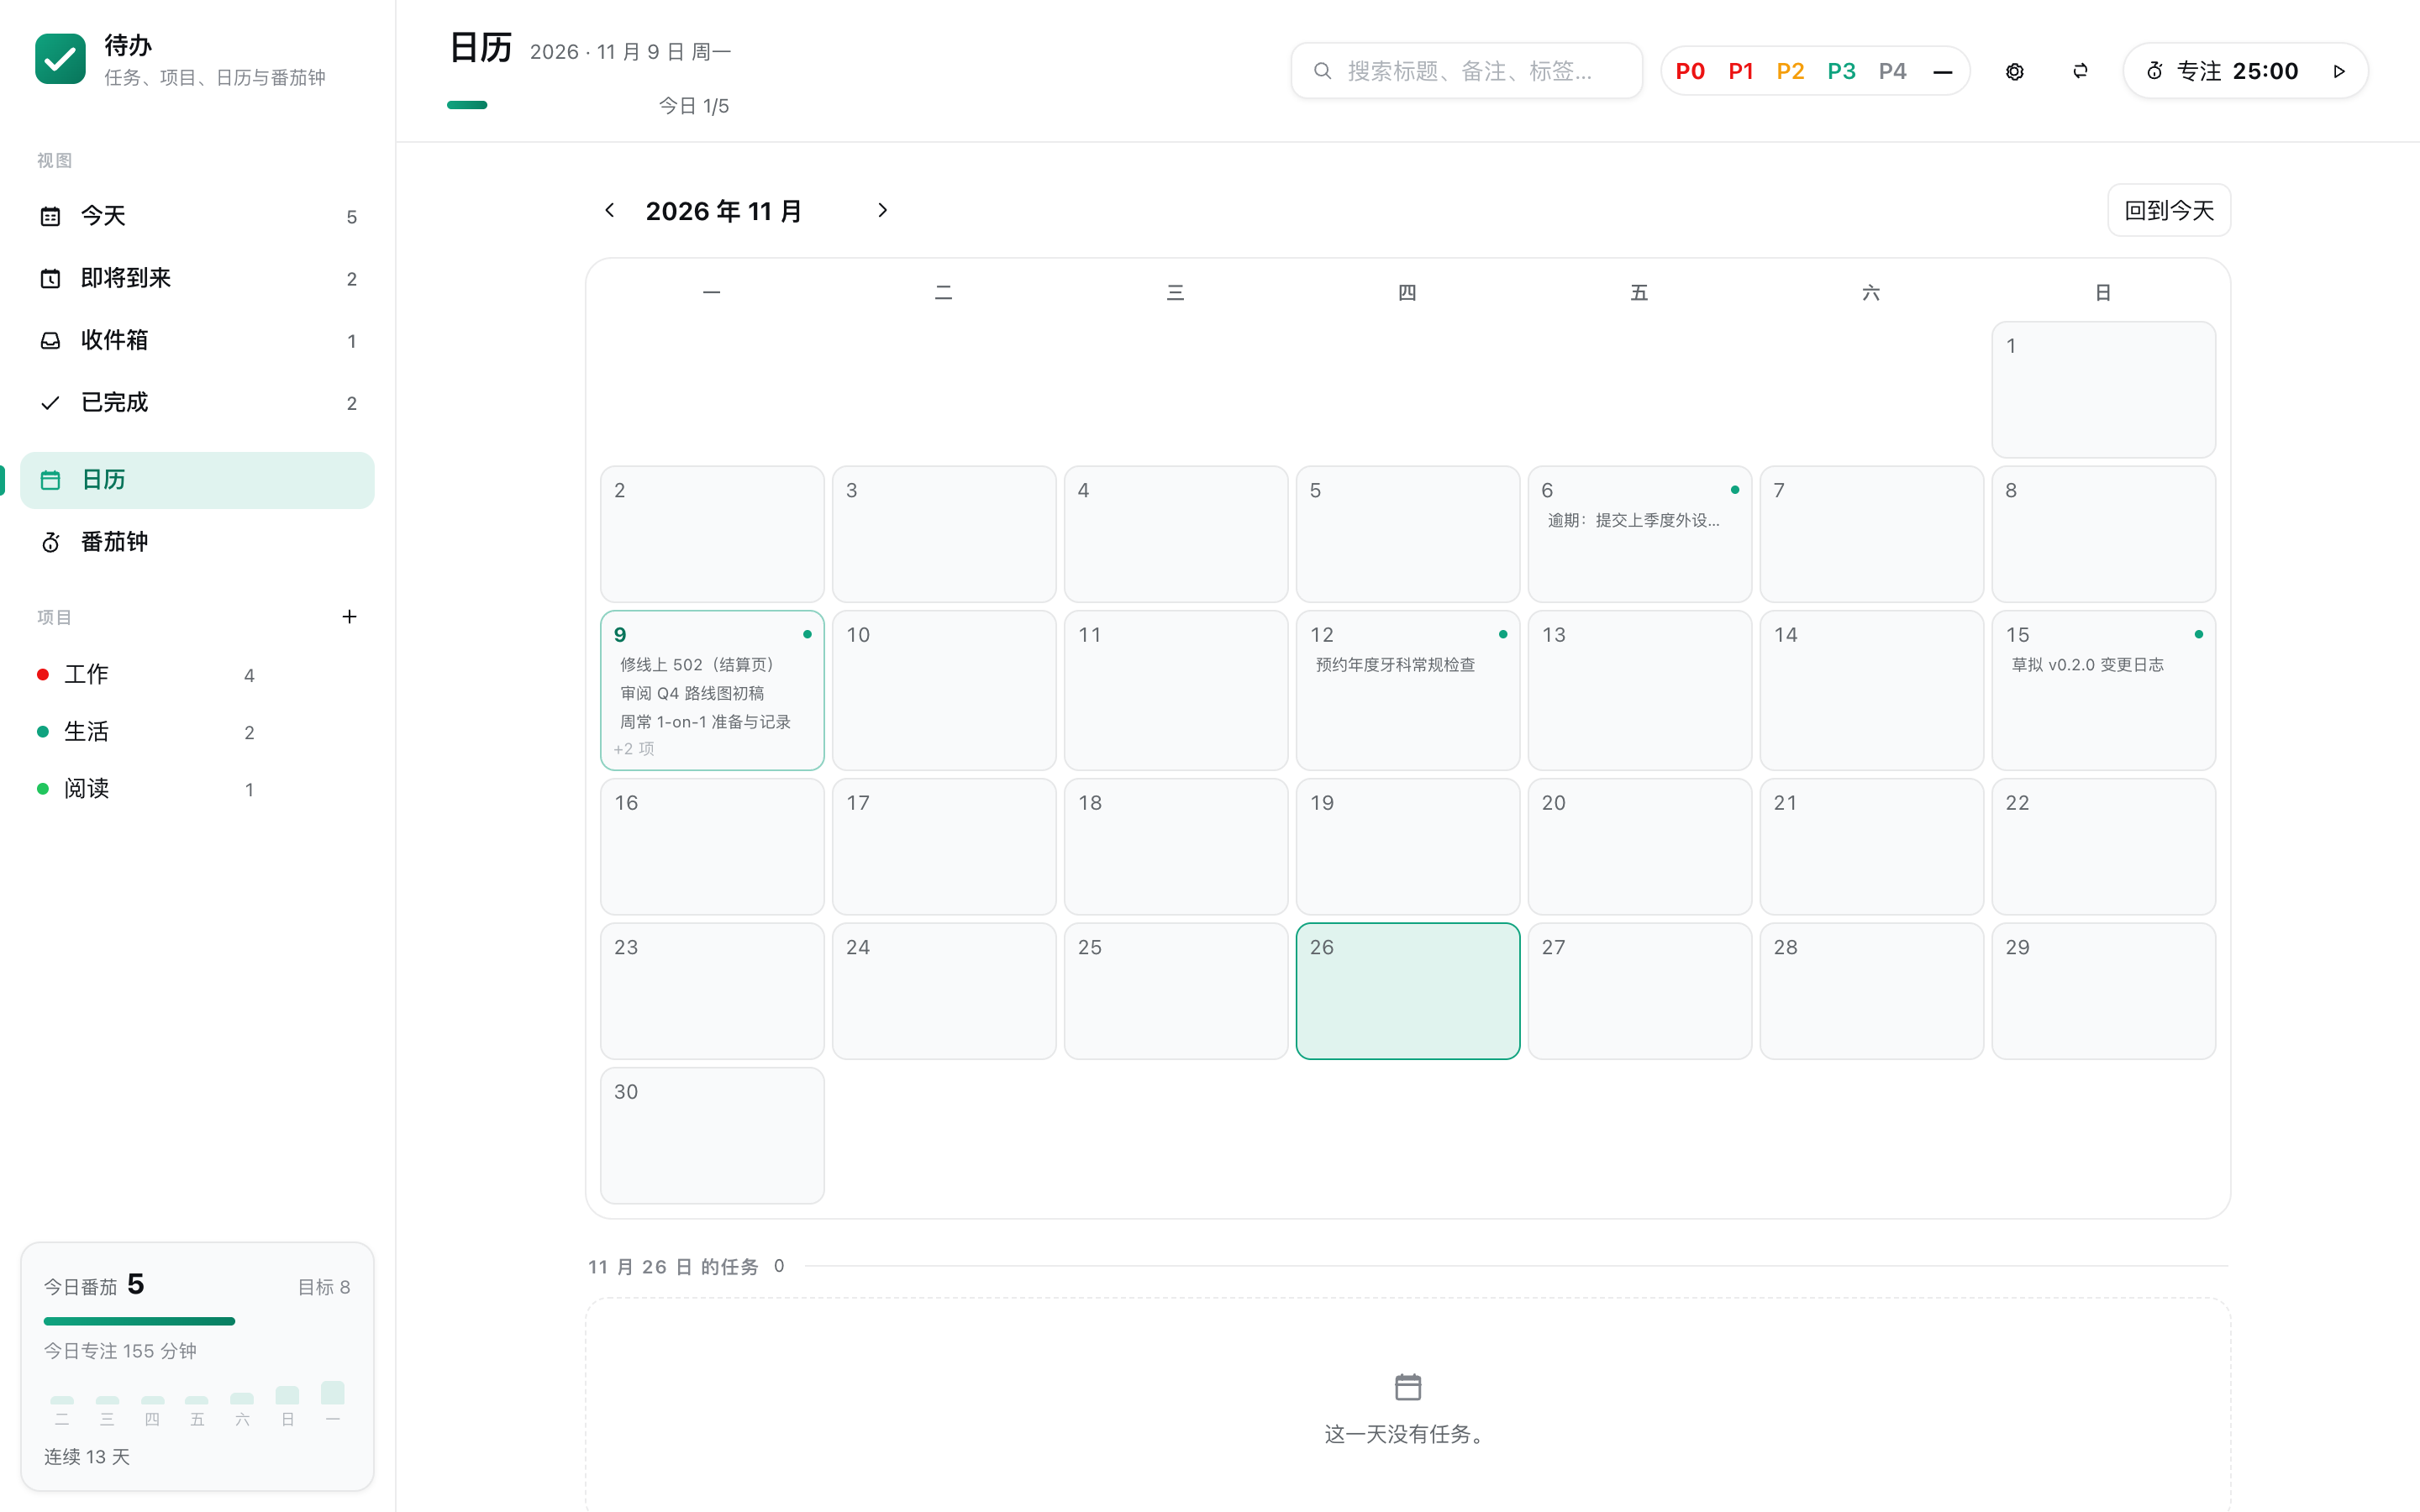 待办
任务、项目、日历与番茄钟
视图
今天 5
即将到来 2
收件箱 1
已完成 2
日历
番茄钟
项目
工作 4
生活 2
阅读 1
今日番茄 5 目标 8
今日专注 155 分钟
二 三 四 五 六 日 一
连续 13 天
日历 2026 · 11 月 9 日 周一
今日 1/5
搜索标题、备注、标签...
P0 P1 P2 P3 P4 —
专注 25:00
2026 年 11 月
回到今天
一 二 三 四 五 六 日
1
2 3 4 5 6 7 8
逾期：提交上季度外设...
9 10 11 12 13 14 15
修线上 502（结算页）
审阅 Q4 路线图初稿
周常 1-on-1 准备与记录
+2 项
预约年度牙科常规检查
草拟 v0.2.0 变更日志
16 17 18 19 20 21 22
23 24 25 26 27 28 29
30
11 月 26 日 的任务 0
这一天没有任务。